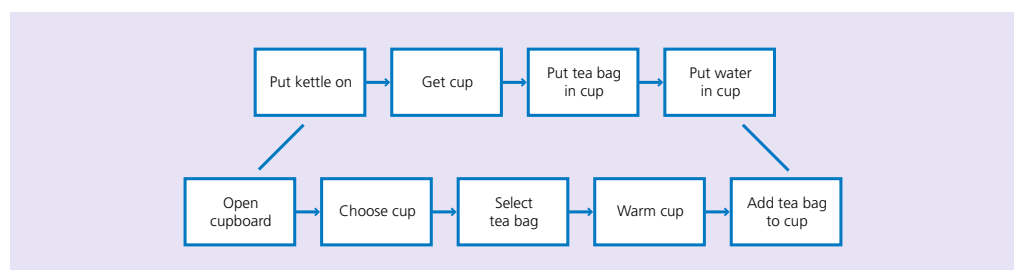 Put kettle on
Get cup
Put tea bag
in cup
Put water
in cup
Open
cupboard
Choose cup
Select
tea bag
Warm cup
Add tea bag
to cup